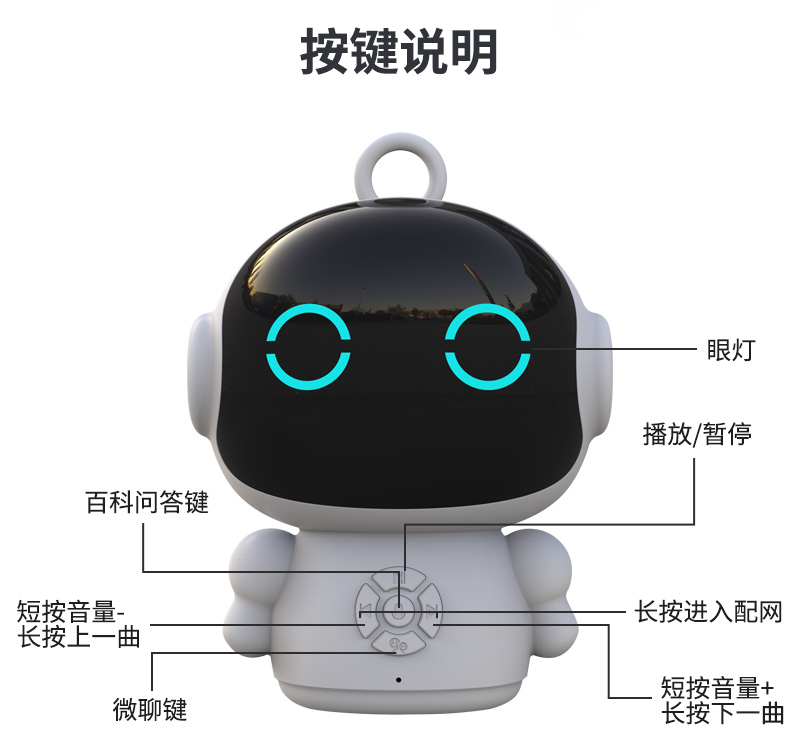 按键说明
眼灯
播放/暂停
百科问答键
短按音量-
长按上一曲
长按进入配网
微聊键
短按音量+
长按下一曲